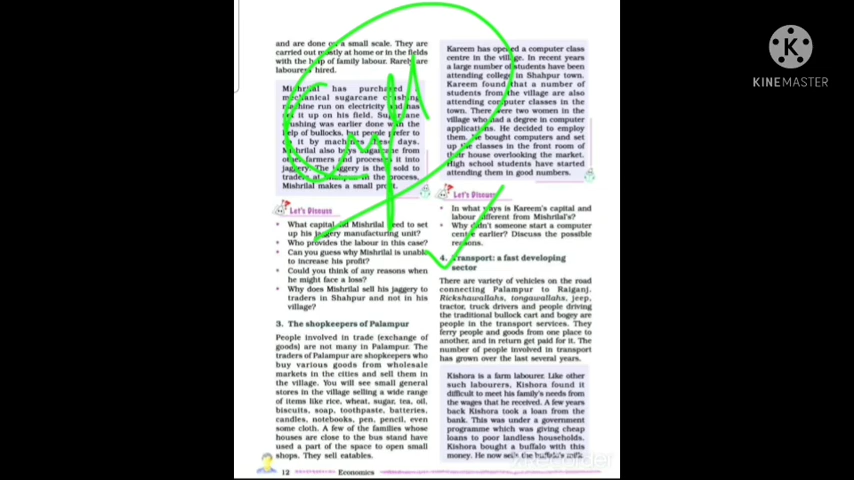 and are done on a small scale. They are
carried out mostly at home or in the fields
with the help of family labour. Rarely are
labourers hired.
Mishrilal has purchased a
mechanical sugarcane crushing
machine run on electricity and has
set it up on his field. Sugarcane
crushing was earlier done with the
help of bullocks, but people prefer to
do it by machines these days.
Mishrilal also buys sugarcane from
other farmers and processes it into
jaggery. The jaggery is then sold to
traders at Shahpur. In the process,
Mishrilal makes a small profit.
Let's Discuss
• What capital did Mishrilal need to set
up his jaggery manufacturing unit?
• Who provides the labour in this case?
• Can you guess why Mishrilal is unable
to increase his profit?
• Could you think of any reasons when
he might face a loss?
• Why does Mishrilal sell his jaggery to
traders in Shahpur and not in his
village?
3. The shopkeepers of Palampur
People involved in trade (exchange of
goods) are not many in Palampur. The
traders of Palampur are shopkeepers who
buy various goods from wholesale
markets in the cities and sell them in
the village. You will see small general
stores in the village selling a wide range
of items like rice, wheat, sugar, tea, oil,
biscuits, soap, toothpaste, batteries,
candles, notebooks, pen, pencil, even
some cloth. A few of the families whose
houses are close to the bus stand have
used a part of the space to open small
shops. They sell eatables.
12 Economics
Kareem has opened a computer class
centre in the village. In recent years
a large number of students have been
attending college in Shahpur town.
Kareem found that a number of
students from the village are also
attending computer classes in the
town. There were two women in the
village who had a degree in computer
applications. He decided to employ
them. He bought computers and set
up the classes in the front room of
their house overlooking the market.
High school students have started
attending them in good numbers.
Let's Discuss
• In what ways is Kareem's capital and
labour different from Mishrilal's?
• Why didn't someone start a computer
centre earlier? Discuss the possible
reasons.
4. Transport: a fast developing
sector
There are variety of vehicles on the road
connecting Palampur to Raiganj.
Rickshawallahs, tongawallahs, jeep,
tractor, truck drivers and people driving
the traditional bullock cart and bogey are
people in the transport services. They
ferry people and goods from one place to
another, and in return get paid for it. The
number of people involved in transport
has grown over the last several years.
Kishora is a farm labourer. Like other
such labourers, Kishora found it
difficult to meet his family's needs from
the wages that he received. A few years
back Kishora took a loan from the
bank. This was under a government
programme which was giving cheap
loans to poor landless households.
Kishora bought a buffalo with this
money. He now sells the buffalo's milk.
KINEMASTER